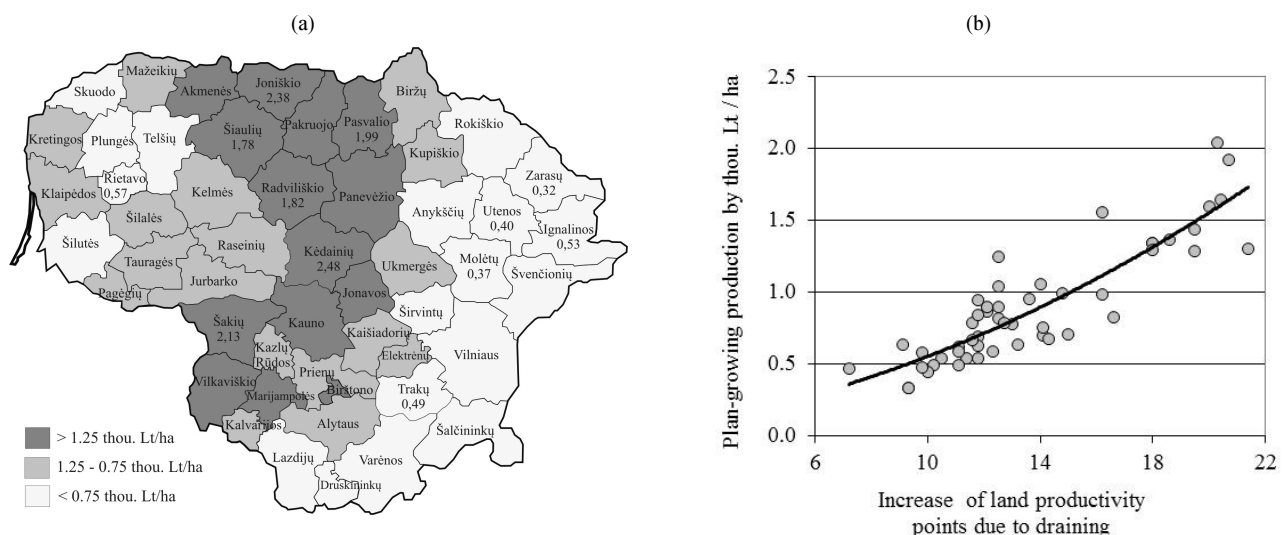 (a)
Mažeikių
Skuodo
Akmenės
Joniškio
2,38
Biržų
Kretingos
Plungės
Telšių
Šiaulių
1,78
Pakruojo
Pasvalio
1,99
Rokiškio
Kupiškio
Klaipėdos
Rietavo
0,57
Kelmės
Radviliškio
1,82
Panevėžio
Zarasų
0,32
Anykščių
Utenos
0,40
Ignalinos
0,53
Šilalės
Šilutės
Raseinių
Kėdainių
2,48
Ukmergės
Molėtų
0,37
Švenčionių
Tauragės
Jurbarko
Pagėgių
Jonavos
Širvintų
Šakių
2,13
Kauno
Kaišiadorių
Kazlų
Rūdos
Elektrėnų
Vilniaus
Prienų
Vilkaviškio
Marijampolės
Birštono
Trakų
0,49
Kalvarijos
Alytaus
Šalčininkų
Lazdijų
Varėnos
Druskininkų
> 1.25 thou. Lt/ha
1.25 - 0.75 thou. Lt/ha
< 0.75 thou. Lt/ha
(b)
Plan-growing production by thou. Lt / ha
2.5
2.0
1.5
1.0
0.5
0.0
6 10 14 18 22
Increase of land productivity
points due to draining